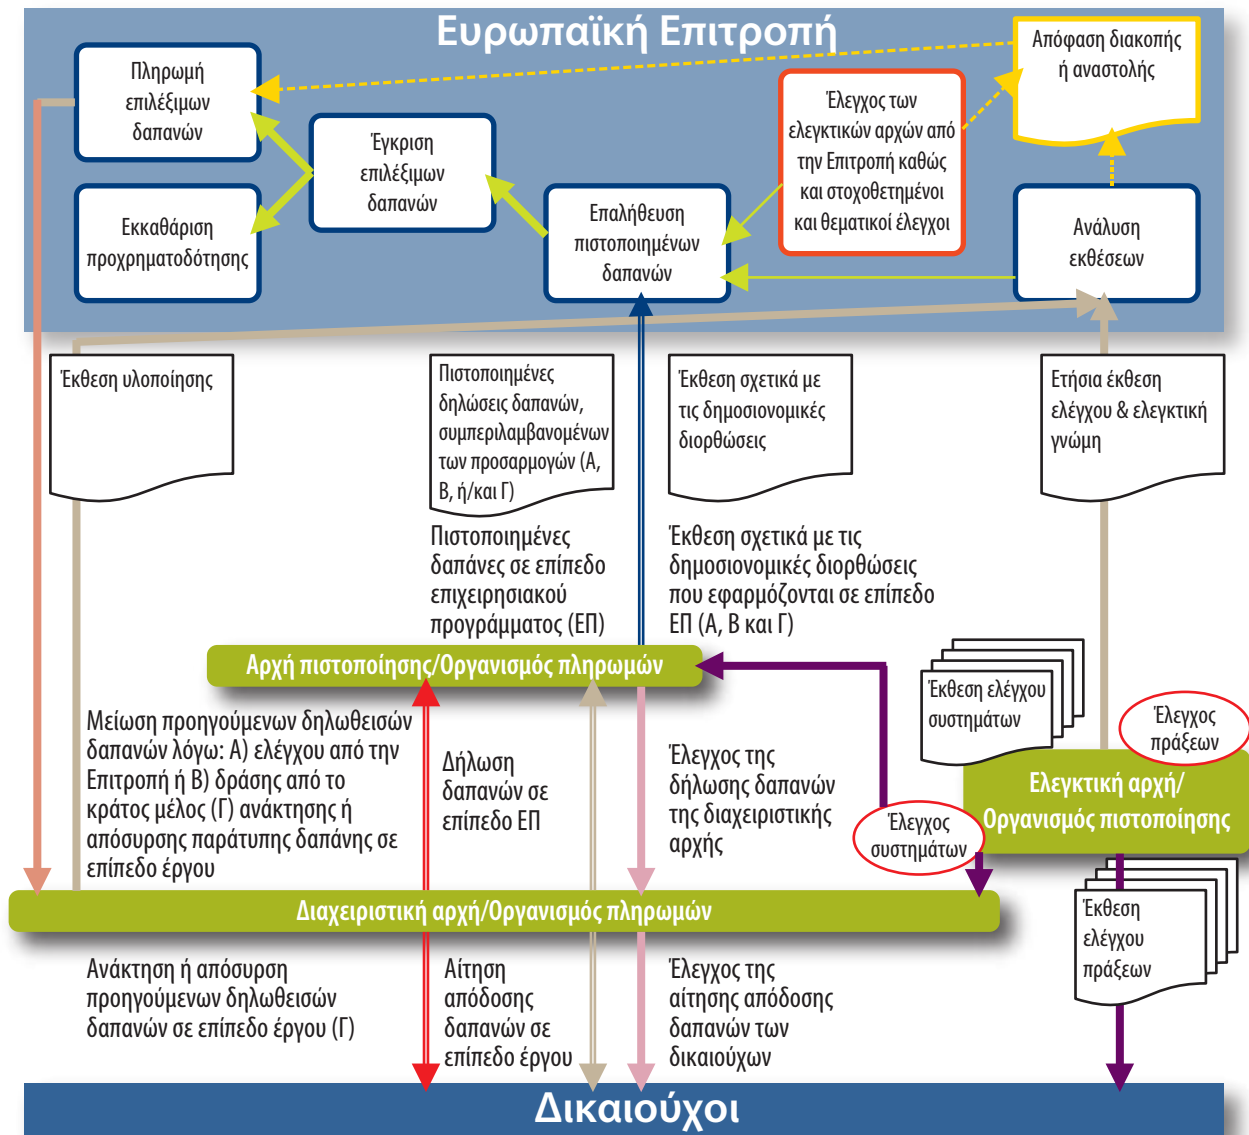 Ευρωπαϊκή Επιτροπή
Πληρωμή
επιλέξιμων
δαπανών
Εκκαθάριση
προχρηματοδότησης
Έγκριση
επιλέξιμων
δαπανών
Επαλήθευση
πιστοποιημένων
δαπανών
Έλεγχος των
ελεγκτικών αρχών από
την Επιτροπή καθώς
και στοχοθετημένοι
και θεματικοί έλεγχοι
Απόφαση διακοπής
ή αναστολής
Ανάλυση
εκθέσεων
Έκθεση υλοποίησης
Πιστοποιημένες
δηλώσεις δαπανών,
συμπεριλαμβανομένων
των προσαρμογών (Α,
Β, ή/και Γ)
Έκθεση σχετικά με
τις δημοσιονομικές
διορθώσεις
Ετήσια έκθεση
ελέγχου & ελεγκτική
γνώμη
Πιστοποιημένες
δαπάνες σε επίπεδο
επιχειρησιακού
προγράμματος (ΕΠ)
Έκθεση σχετικά με τις
δημοσιονομικές διορθώσεις
που εφαρμόζονται σε επίπεδο
ΕΠ (Α, Β και Γ)
Αρχή πιστοποίησης/Οργανισμός πληρωμών
Έκθεση ελέγχου
συστημάτων
Έλεγχος
πράξεων
Ελεγκτική αρχή/
Οργανισμός πιστοποίησης
Μείωση προηγούμενων δηλωθεισών
δαπανών λόγω: Α) ελέγχου από την
Επιτροπή ή Β) δράσης από το
κράτος μέλος (Γ) ανάκτησης ή
απόσυρσης παράτυπης δαπάνης σε
επίπεδο έργου
Δήλωση
δαπανών σε
επίπεδο ΕΠ
Έλεγχος της
δήλωσης δαπανών
της διαχειριστικής
αρχής
Έλεγχος
συστημάτων
Διαχειριστική αρχή/Οργανισμός πληρωμών
Έκθεση
ελέγχου
πράξεων
Ανάκτηση ή απόσυρση
προηγούμενων δηλωθεισών
δαπανών σε επίπεδο έργου (Γ)
Αίτηση
απόδοσης
δαπανών σε
επίπεδο έργου
Έλεγχος της
αίτησης απόδοσης
δαπανών των
δικαιούχων
Δικαιούχοι